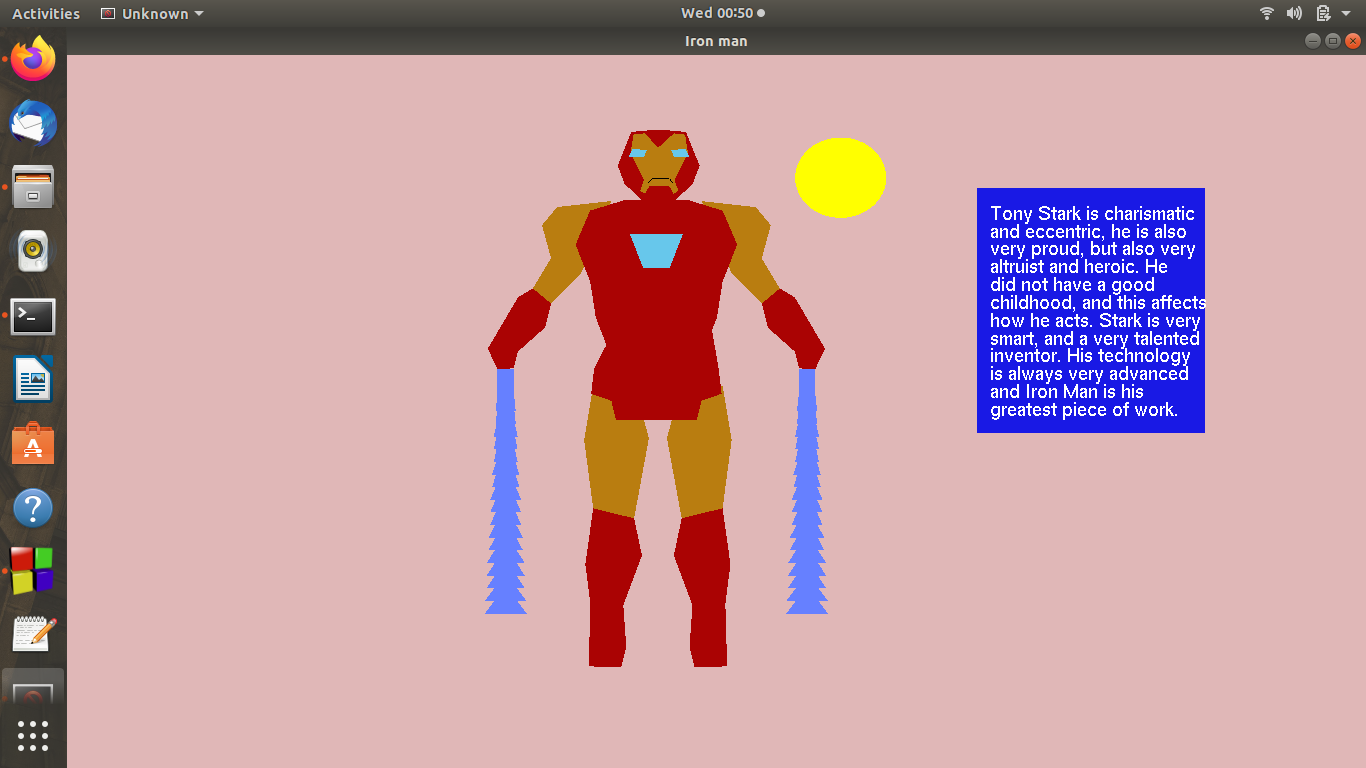 Activities
Unknown
Wed 00:50
Iron man
Tony Stark is charismatic
and eccentric, he is also
very proud, but also very
altruist and heroic. He
did not have a good
childhood, and this affects
how he acts. Stark is very
smart, and a very talented
inventor. His technology
is always very advanced
and Iron Man is his
greatest piece of work.